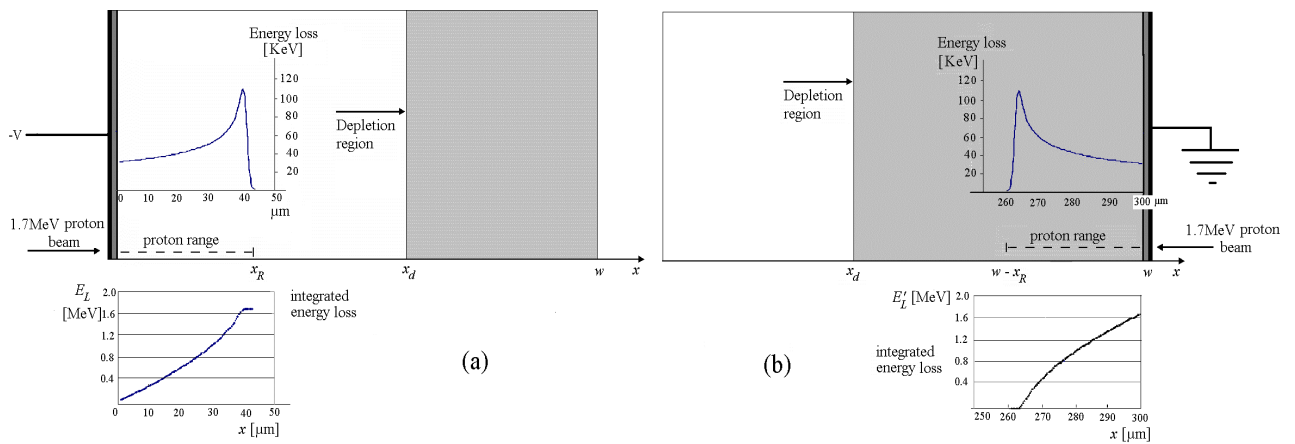 Energy loss
[KeV]
120
100
80
60
40
20
0
10
20
30
40
50
μm
-V
Depletion
region
1.7MeV proton
beam
proton range
x_R
x_d
w
x
E_L
[MeV]
2.0
1.6
1.2
0.8
0.4
0
10
20
30
40
50
x [μm]
integrated
energy loss
(a)
Depletion
region
Energy loss
[KeV]
120
100
80
60
40
20
260
270
280
290
300 μm
1.7MeV proton
beam
proton range
x_d
w - x_R
w
x
E'_L [MeV]
2.0
1.6
1.2
0.8
0.4
250
260
270
280
290
300
x [μm]
integrated
energy loss
(b)